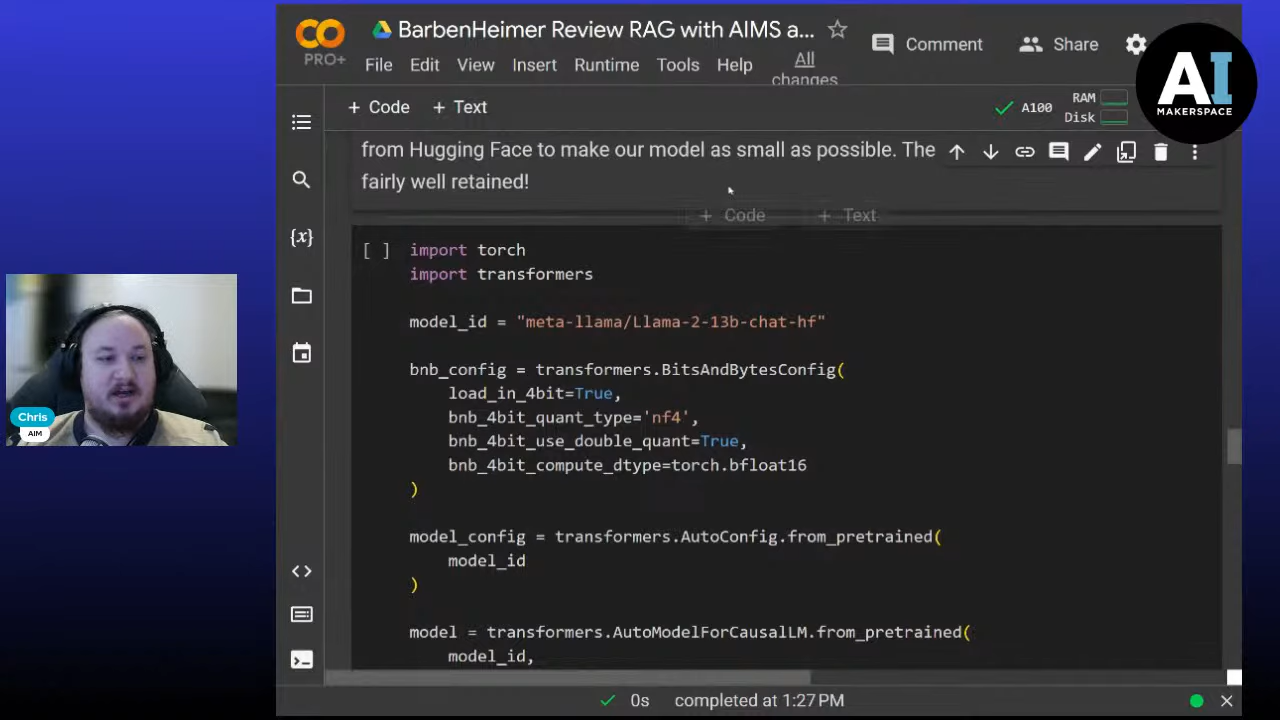 CO
PRO+
BarbenHeimer Review RAG with AIMS a...
File Edit View Insert Runtime Tools Help
All
changes
Comment
Share
AI
MAKERSPACE
+ Code + Text
A100
RAM
Disk
from Hugging Face to make our model as small as possible. The
fairly well retained!
+ Code + Text
{x}
[ ] import torch
import transformers
model_id = "meta-llama/Llama-2-13b-chat-hf"
bnb_config = transformers.BitsAndBytesConfig(
load_in_4bit=True,
bnb_4bit_quant_type='nf4',
bnb_4bit_use_double_quant=True,
bnb_4bit_compute_dtype=torch.bfloat16
)
model_config = transformers.AutoConfig.from_pretrained(
model_id
)
model = transformers.AutoModelForCausalLM.from_pretrained(
model_id,
Chris
AIM
0s completed at 1:27 PM